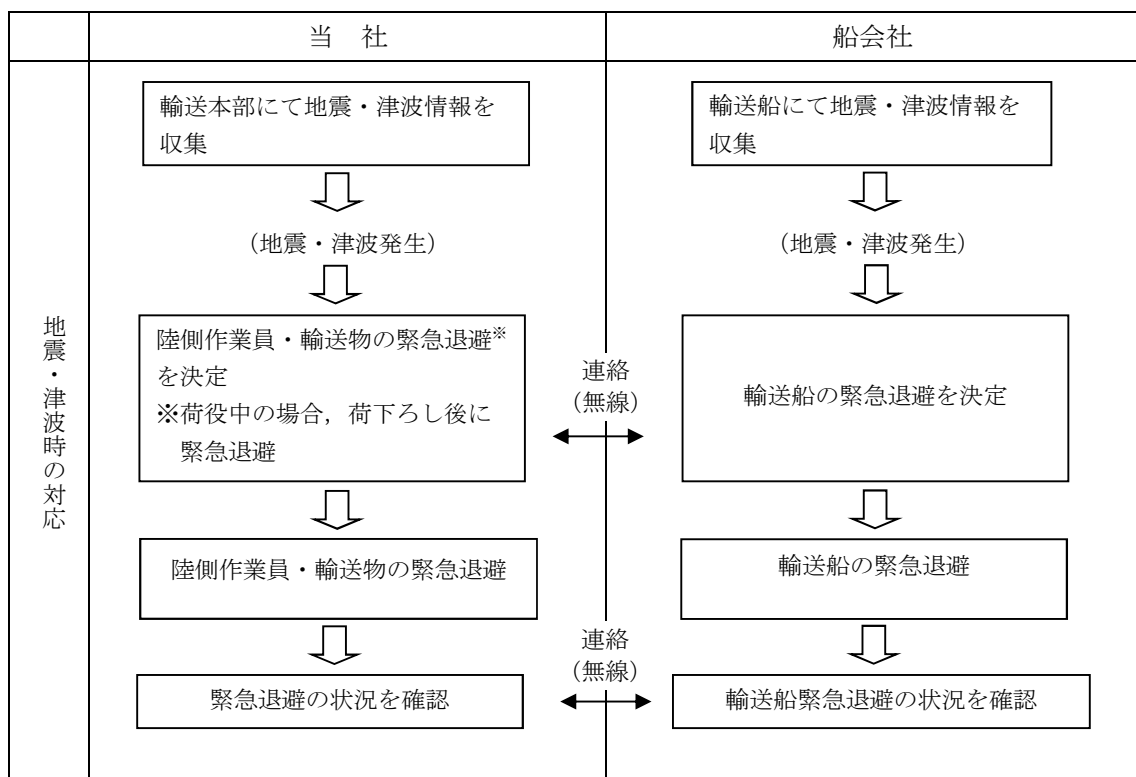 当　社
船会社
地震・津波時の対応
輸送本部にて地震・津波情報を
収集
（地震・津波発生）
陸側作業員・輸送物の緊急退避※
を決定
※荷役中の場合，荷下ろし後に
緊急退避
陸側作業員・輸送物の緊急退避
緊急退避の状況を確認
連絡
（無線）
連絡
（無線）
輸送船にて地震・津波情報を
収集
（地震・津波発生）
輸送船の緊急退避を決定
輸送船の緊急退避
輸送船緊急退避の状況を確認